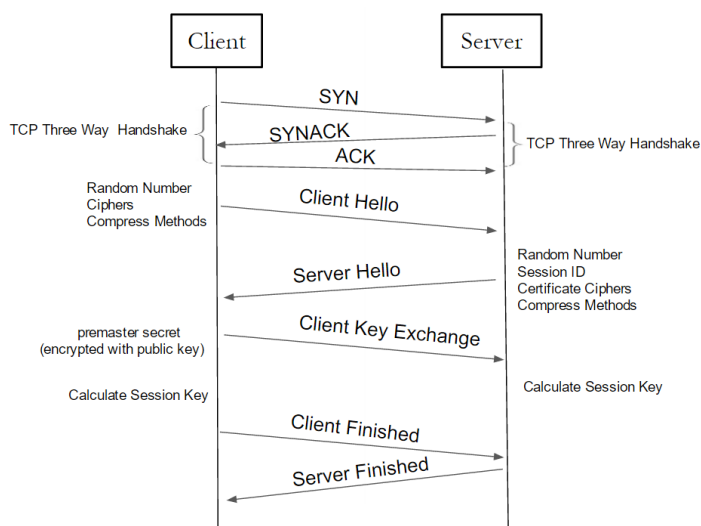 Client
Server
SYN
TCP Three Way Handshake
SYNACK
TCP Three Way Handshake
ACK
Random Number
Ciphers
Compress Methods
Client Hello
Random Number
Session ID
Certificate Ciphers
Compress Methods
Server Hello
premaster secret
(encrypted with public key)
Client Key Exchange
Calculate Session Key
Calculate Session Key
Client Finished
Server Finished